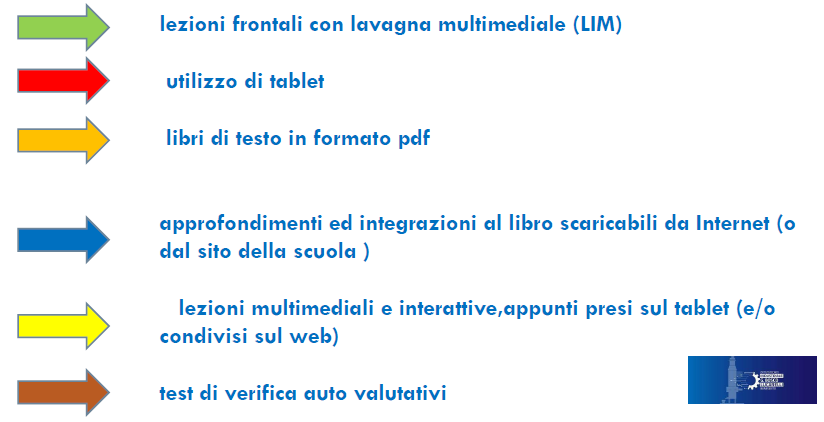 lezioni frontali con lavagna multimediale (LIM)
utilizzo di tablet
libri di testo in formato pdf
approfondimenti ed integrazioni al libro scaricabili da Internet (o
dal sito della scuola )
lezioni multimediali e interattive,appunti presi sul tablet (e/o
condivisi sul web)
test di verifica auto valutativi